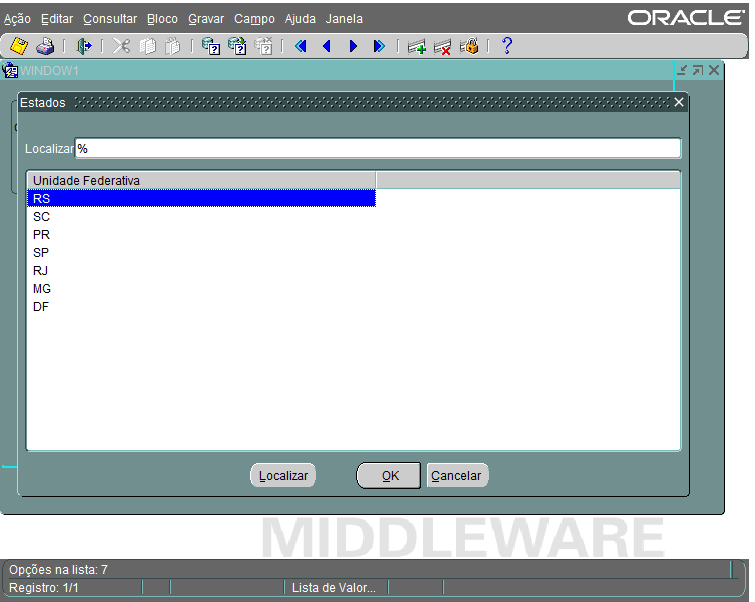 Ação Editar Consultar Bloco Gravar Campo Ajuda Janela ORACLE
WINDOW1
Estados
Localizar %
Unidade Federativa
RS
SC
PR
SP
RJ
MG
DF
Localizar OK Cancelar
MIDDLEWARE
Opções na lista: 7
Registro: 1/1 Lista de Valor...